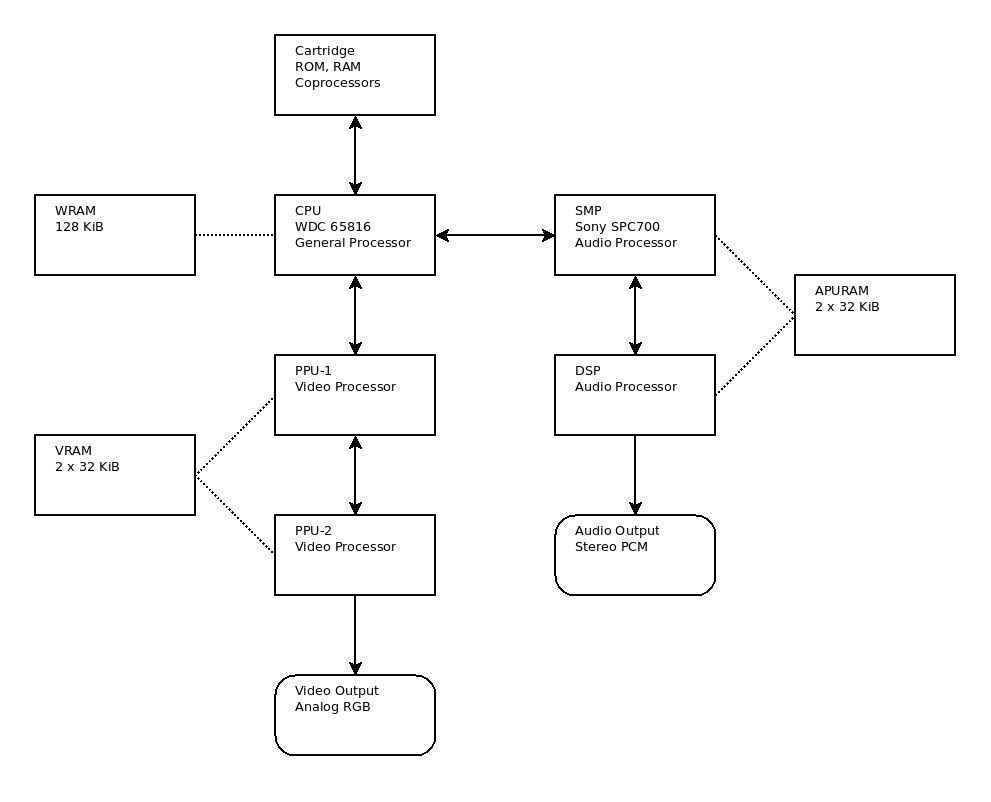 Cartridge
ROM, RAM
Coprocessors
WRAM
128 KiB
CPU
WDC 65816
General Processor
SMP
Sony SPC700
Audio Processor
APURAM
2 x 32 KiB
PPU-1
Video Processor
DSP
Audio Processor
VRAM
2 x 32 KiB
PPU-2
Video Processor
Audio Output
Stereo PCM
Video Output
Analog RGB